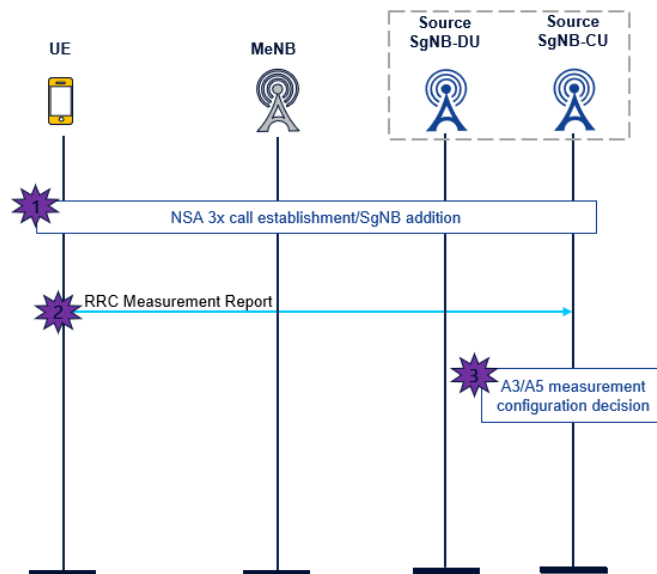 UE
MeNB
Source
SgNB-DU
Source
SgNB-CU
1
NSA 3x call establishment/SgNB addition
2
RRC Measurement Report
3
A3/A5 measurement
configuration decision